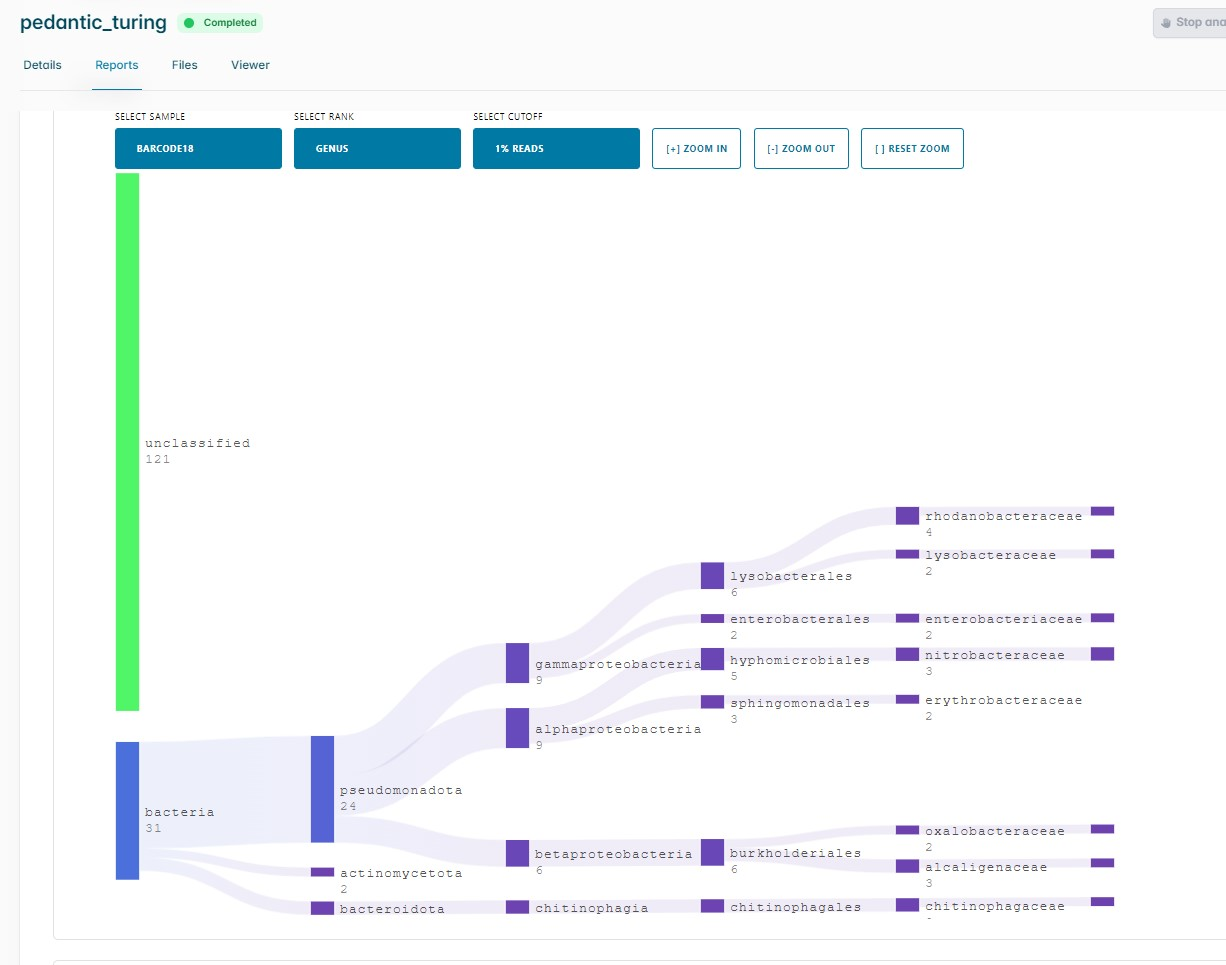 pedantic_turing
Completed
Stop ana
Details
Reports
Files
Viewer
SELECT SAMPLE
SELECT RANK
SELECT CUTOFF
BARCODE18
GENUS
1% READS
[+] ZOOM IN
[-] ZOOM OUT
[ ] RESET ZOOM
unclassified
121
rhodanobacteraceae
4
lysobacteraceae
2
lysobacterales
6
enterobacterales
2
enterobacteriaceae
2
gammaproteobacteria
9
hyphomicrobiales
5
nitrobacteraceae
3
sphingomonadales
3
erythrobacteraceae
2
alphaproteobacteria
9
pseudomonadota
24
bacteria
31
oxalobacteraceae
2
betaproteobacteria
6
burkholderiales
6
alcaligenaceae
3
actinomycetota
2
bacteroidota
chitinophagia
chitinophagales
chitinophagaceae